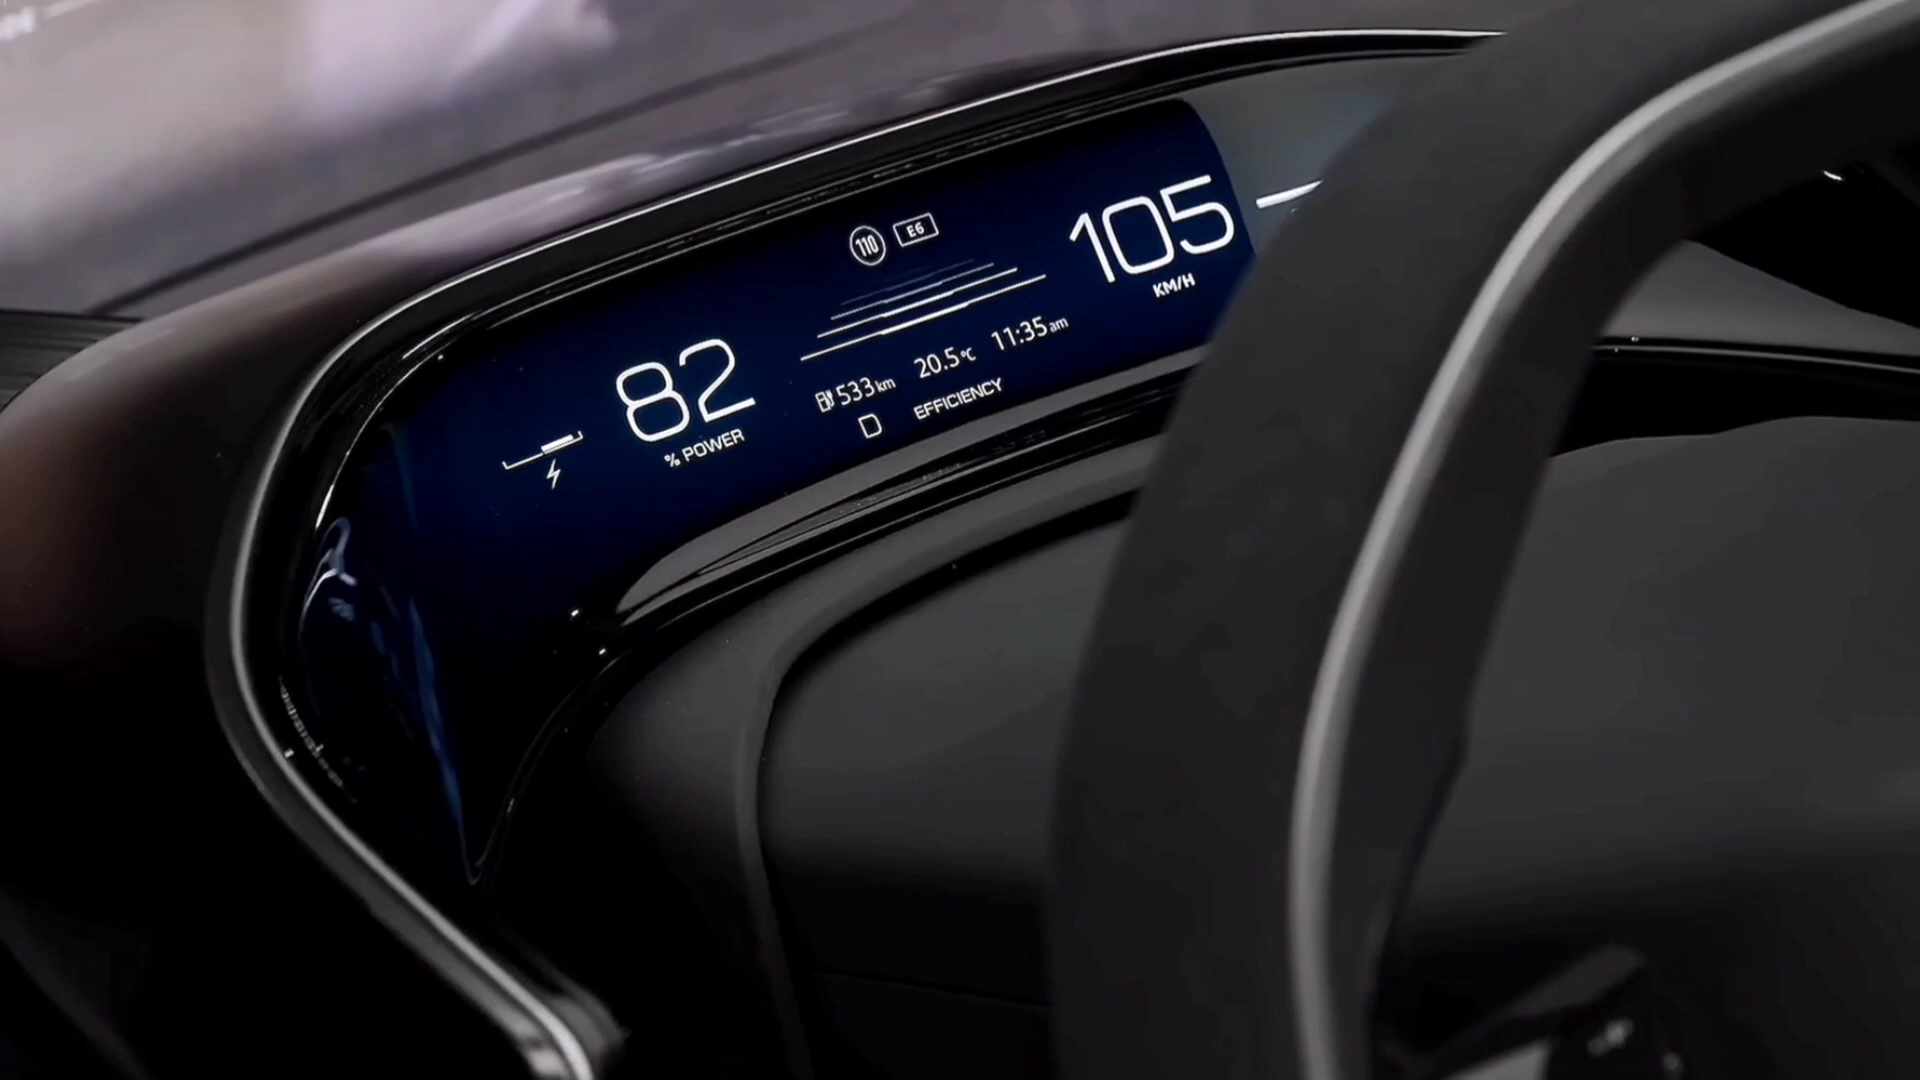 110 E6
105
KM/H
82
% POWER
533 km 20.5°C 11:35 am
D EFFICIENCY